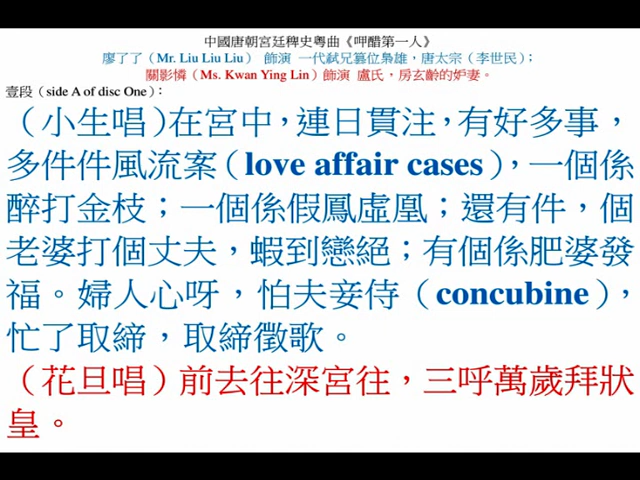 中國唐朝宮廷稗史粵曲《呷醋第一人》
廖了了（Mr. Liu Liu Liu） 飾演 一代弒兄篡位梟雄，唐太宗（李世民）；
關影憐（Ms. Kwan Ying Lin）飾演 盧氏，房玄齡的妒妻。
壹段（side A of disc One）：
（小生唱）在宮中，連日貫注，有好多事，
多件件風流案（love affair cases），一個係
醉打金枝；一個係假鳳虛凰；還有件，個
老婆打個丈夫，蝦到戀絕；有個係肥婆發
福。婦人心呀，怕夫妾侍（concubine），
忙了取締，取締徵歌。
（花旦唱）前去往深宮往，三呼萬歲拜狀
皇。